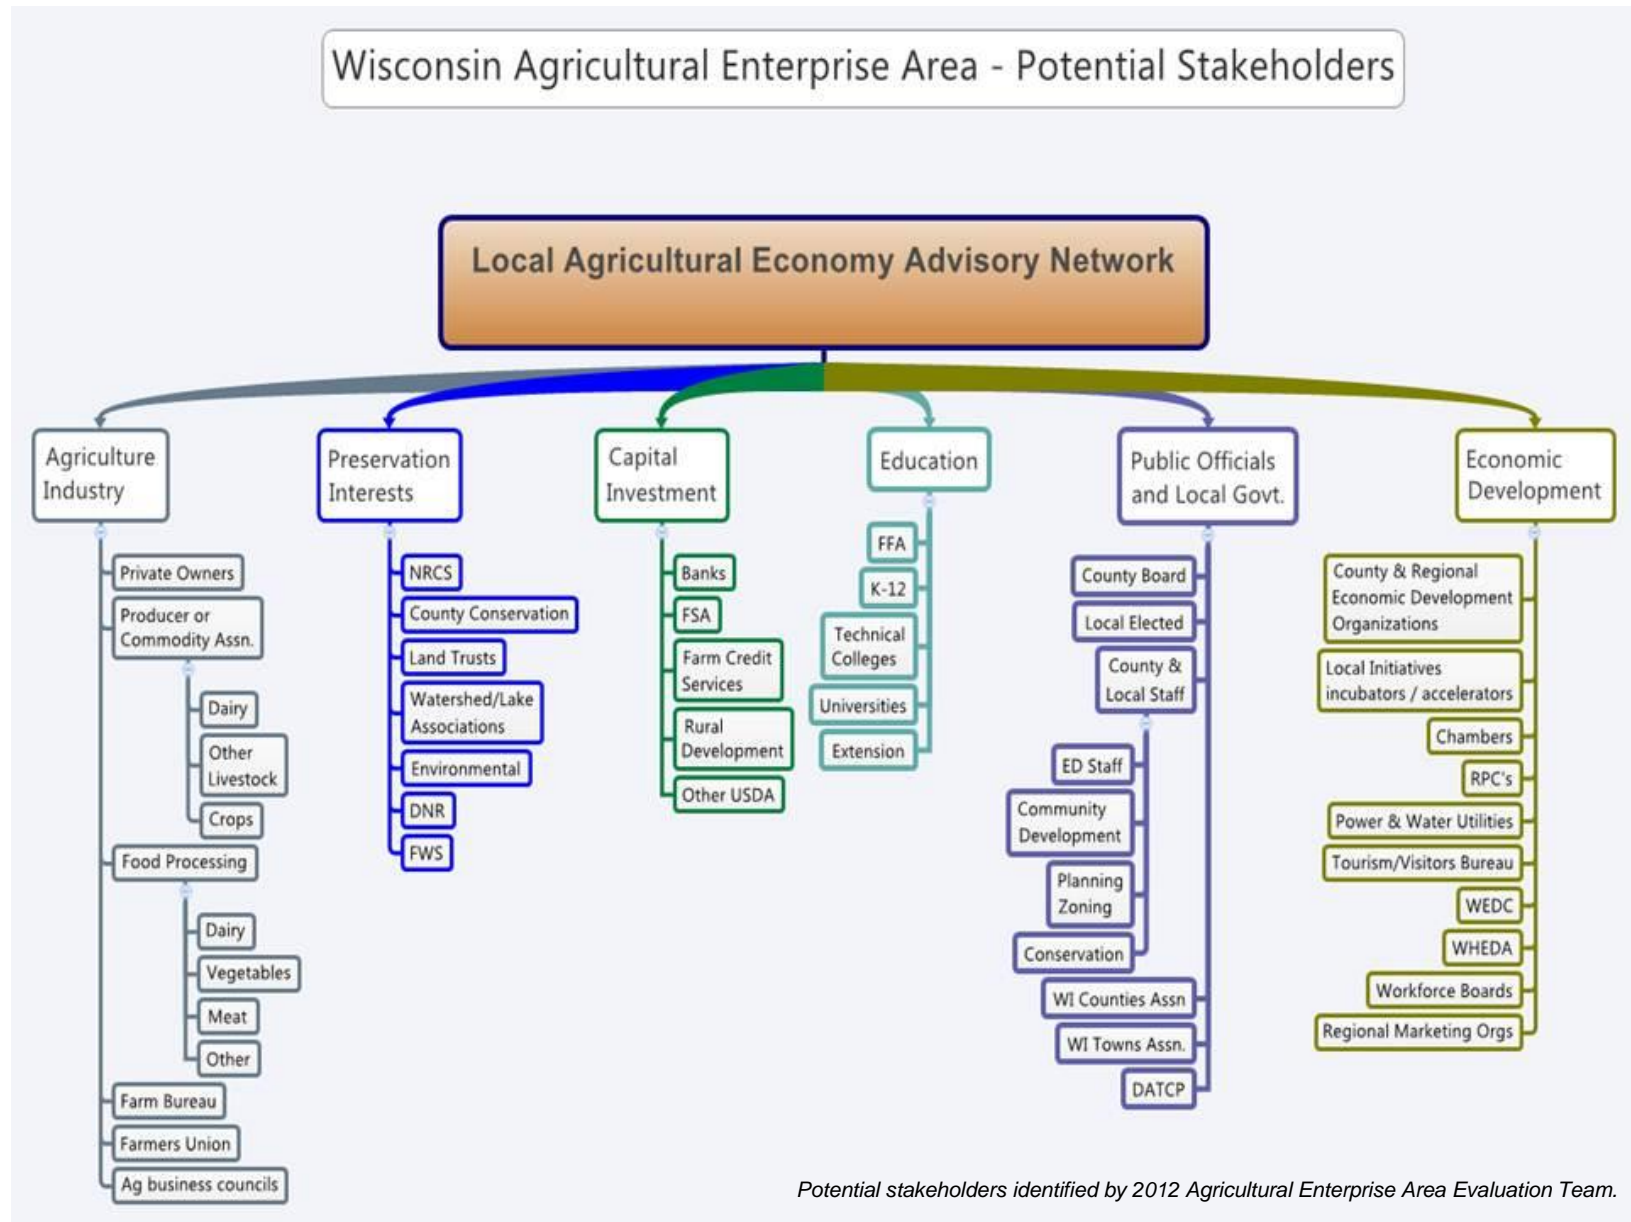 Wisconsin Agricultural Enterprise Area - Potential Stakeholders
Local Agricultural Economy Advisory Network
Agriculture
Industry
Private Owners
Producer or
Commodity Assn.
Dairy
Other
Livestock
Crops
Food Processing
Dairy
Vegetables
Meat
Other
Farm Bureau
Farmers Union
Ag business councils
Preservation
Interests
NRCS
County Conservation
Land Trusts
Watershed/Lake
Associations
Environmental
DNR
FWS
Capital
Investment
Banks
FSA
Farm Credit
Services
Rural
Development
Other USDA
Education
FFA
K-12
Technical
Colleges
Universities
Extension
Public Officials
and Local Govt.
County Board
Local Elected
County &
Local Staff
ED Staff
Community
Development
Planning
Zoning
Conservation
WI Counties Assn
WI Towns Assn.
DATCP
Economic
Development
County & Regional
Economic Development
Organizations
Local Initiatives
incubators / accelerators
Chambers
RPC's
Power & Water Utilities
Tourism/Visitors Bureau
WEDC
WHEDA
Workforce Boards
Regional Marketing Orgs
Potential stakeholders identified by 2012 Agricultural Enterprise Area Evaluation Team.